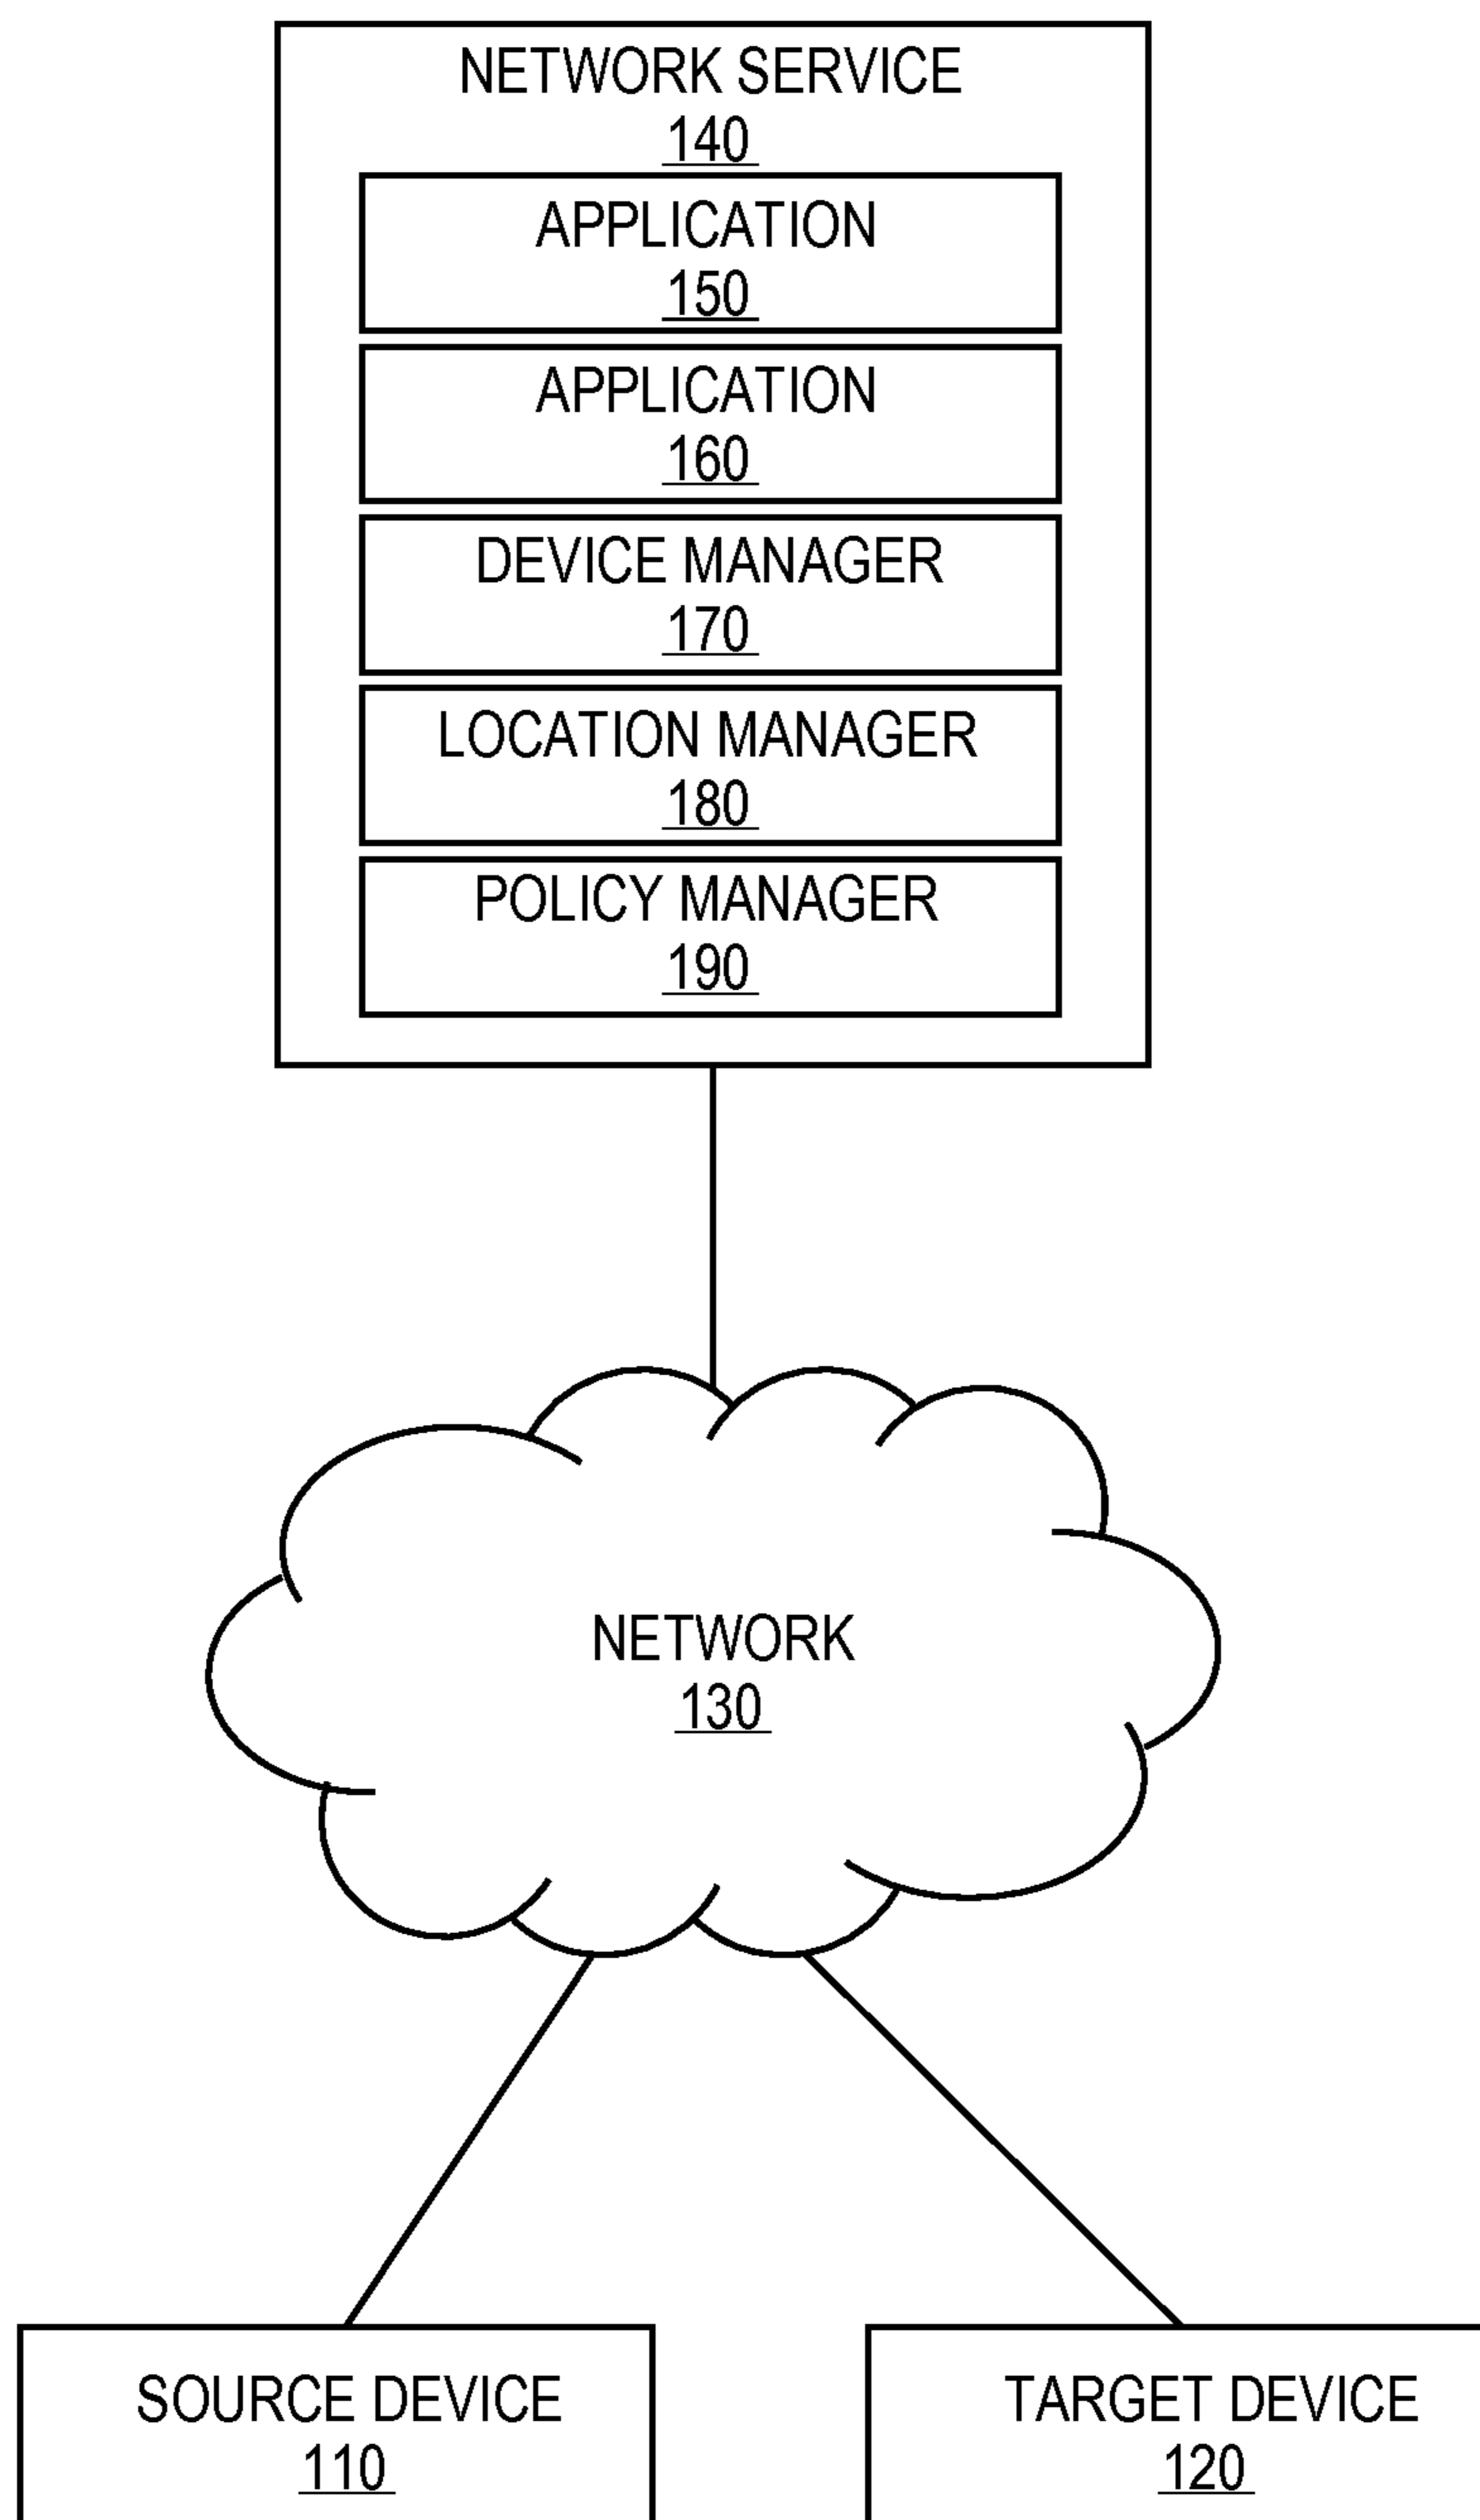 NETWORK SERVICE
140
APPLICATION
150
APPLICATION
160
DEVICE MANAGER
170
LOCATION MANAGER
180
POLICY MANAGER
190
NETWORK
130
SOURCE DEVICE
110
TARGET DEVICE
120